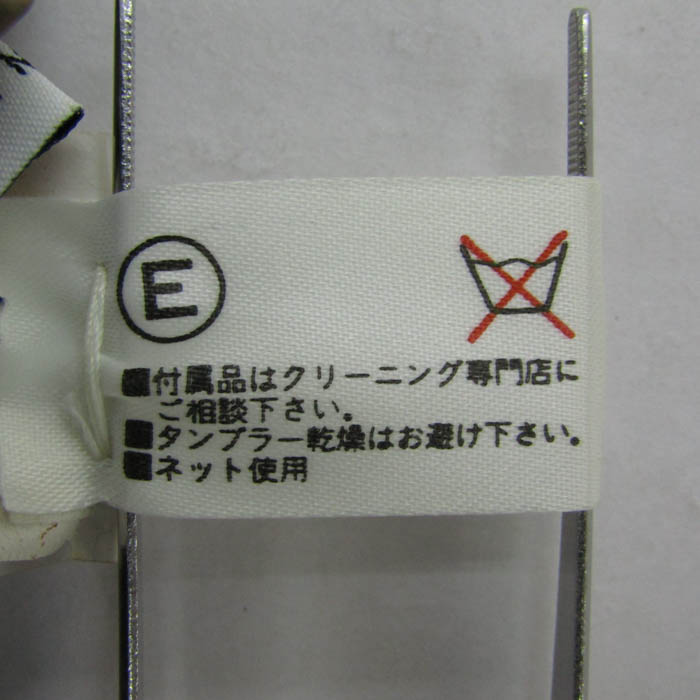 E
■付属品はクリーニング専門店に
ご相談下さい。
■タンブラー乾燥はお避け下さい。
■ネット使用